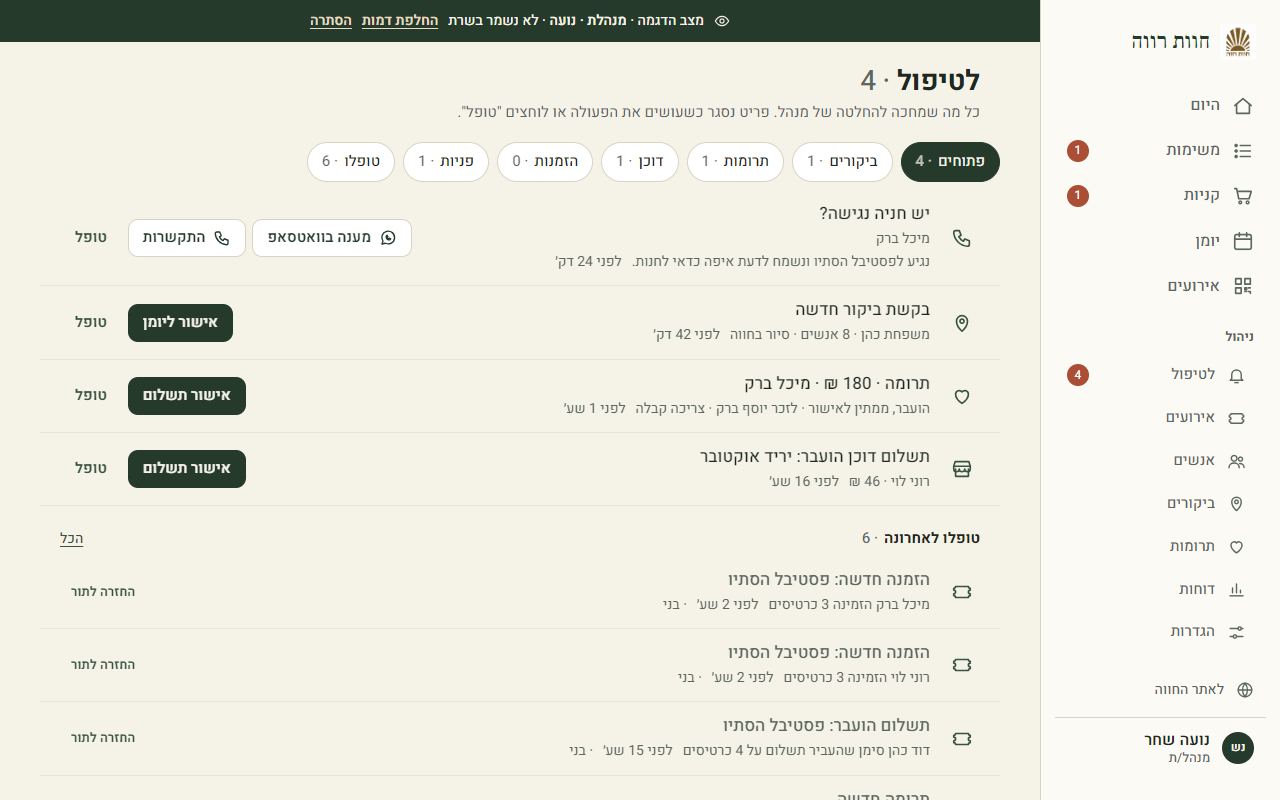 חוות רווה
היום
משימות 1
קניות 1
יומן
אירועים
ניהול
לטיפול 4
אירועים
אנשים
ביקורים
תרומות
דוחות
הגדרות
לאתר החווה
נש נועה שחר
מנהל/ת
מצב הדגמה · מנהלת · נועה · לא נשמר בשרת החלפת דמות הסתרה
לטיפול · 4
כל מה שמחכה להחלטה של מנהל. פריט נסגר כשעושים את הפעולה או לוחצים "טופל".
פתוחים · 4 ביקורים · 1 תרומות · 1 דוכן · 1 הזמנות · 0 פניות · 1 טופלו · 6
יש חניה נגישה?
מיכל ברק
נגיע לפסטיבל הסתיו ונשמח לדעת איפה כדאי לחנות. לפני 24 דק׳
מענה בוואטסאפ התקשרות טופל
בקשת ביקור חדשה
משפחת כהן · 8 אנשים · סיור בחווה לפני 42 דק׳
אישור ליומן טופל
תרומה · 180 ₪ · מיכל ברק
הועבר, ממתין לאישור · לזכר יוסף ברק · צריכה קבלה לפני 1 שע׳
אישור תשלום טופל
תשלום דוכן הועבר: יריד אוקטובר
רוני לוי · 46 ₪ לפני 16 שע׳
אישור תשלום טופל
טופלו לאחרונה · 6 הכל
הזמנה חדשה: פסטיבל הסתיו
מיכל ברק הזמינה 3 כרטיסים לפני 2 שע׳ · בני
החזרה לתור
הזמנה חדשה: פסטיבל הסתיו
רוני לוי הזמינה 3 כרטיסים לפני 2 שע׳ · בני
החזרה לתור
תשלום הועבר: פסטיבל הסתיו
דוד כהן סימן שהעביר תשלום על 4 כרטיסים לפני 15 שע׳ · בני
החזרה לתור
תרומה חדשה